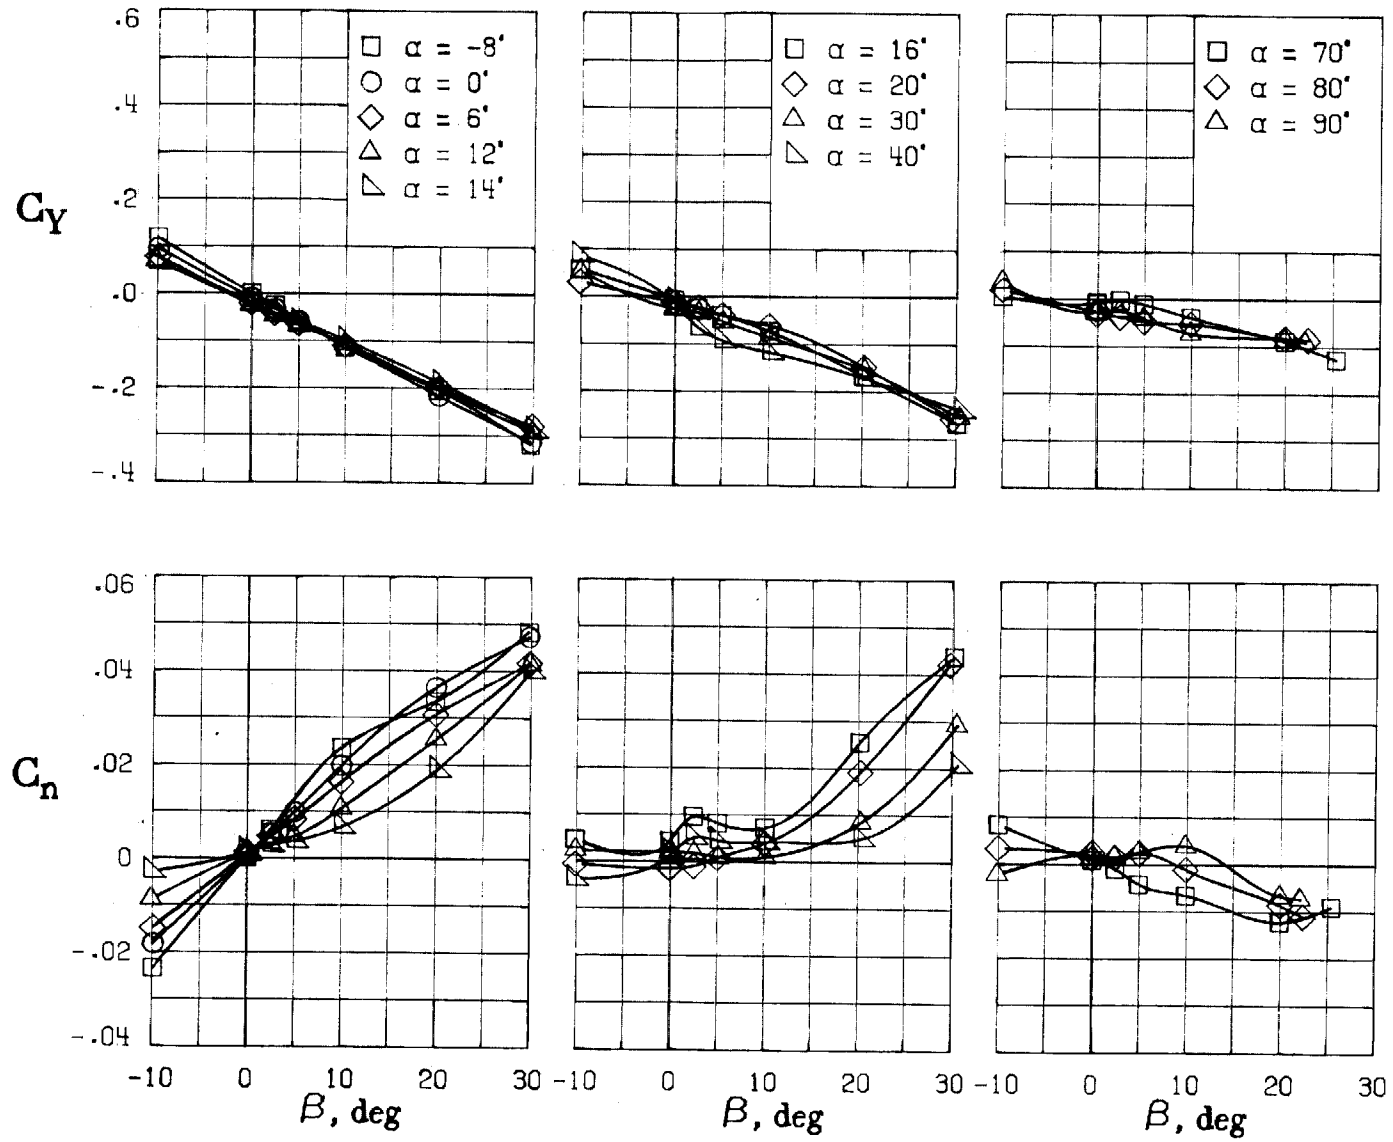 .6
.4
.2
.0
-.2
-.4
C_Y
α = -8°
α = 0°
α = 6°
α = 12°
α = 14°
α = 16°
α = 20°
α = 30°
α = 40°
α = 70°
α = 80°
α = 90°
.06
.04
.02
0
-.02
-.04
C_n
-10 0 10 20 30
-10 0 10 20 30
-10 0 10 20 30
β, deg
β, deg
β, deg